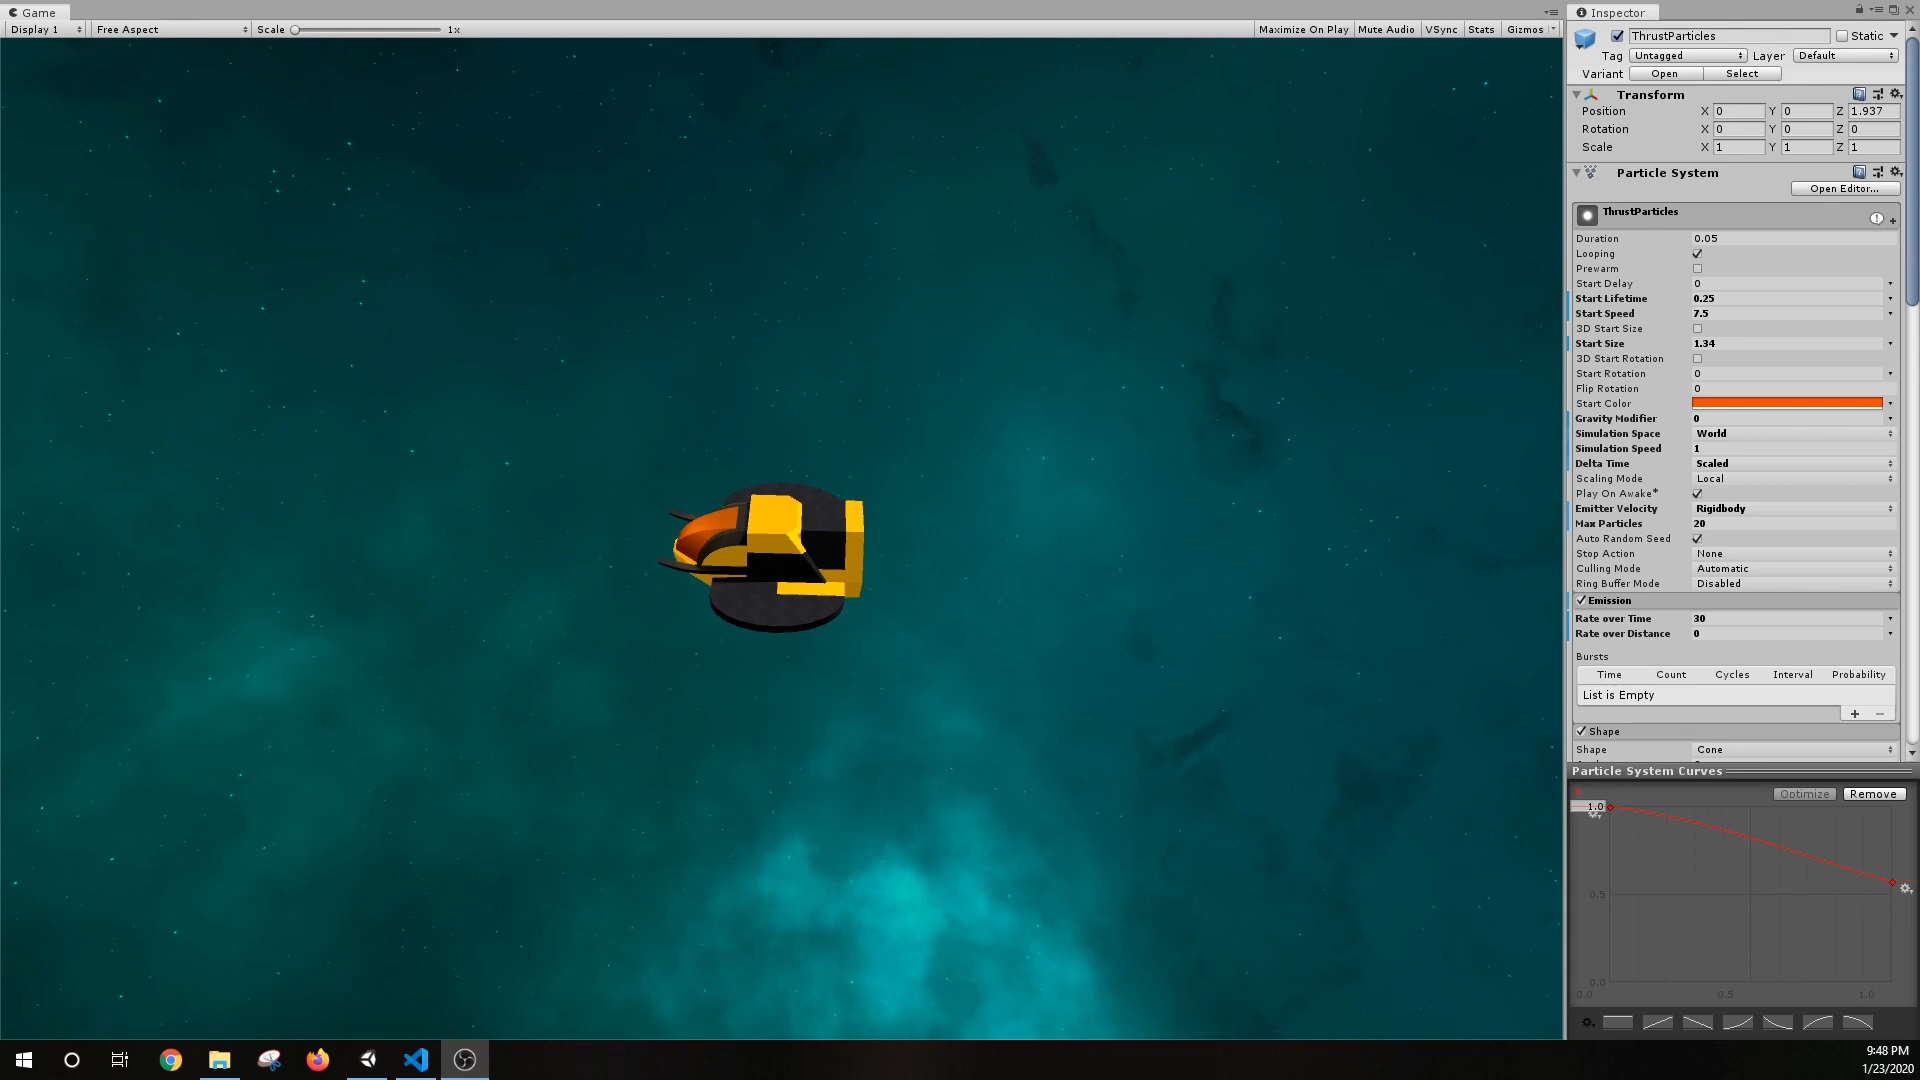 Game
Display 1 Free Aspect Scale 1x Maximize On Play Mute Audio VSync Stats Gizmos
Inspector
ThrustParticles Static
Tag Untagged Layer Default
Variant Open Select
Transform
Position X 0 Y 0 Z 1.937
Rotation X 0 Y 0 Z 0
Scale X 1 Y 1 Z 1
Particle System
Open Editor...
ThrustParticles
Duration 0.05
Looping
Prewarm
Start Delay 0
Start Lifetime 0.25
Start Speed 7.5
3D Start Size
Start Size 1.34
3D Start Rotation
Start Rotation 0
Flip Rotation 0
Start Color
Gravity Modifier 0
Simulation Space World
Simulation Speed 1
Delta Time Scaled
Scaling Mode Local
Play On Awake*
Emitter Velocity Rigidbody
Max Particles 20
Auto Random Seed
Stop Action None
Culling Mode Automatic
Ring Buffer Mode Disabled
Emission
Rate over Time 30
Rate over Distance 0
Bursts
Time Count Cycles Interval Probability
List is Empty
Shape
Shape Cone
Particle System Curves
Optimize Remove
1.0
0.5
0.0
0.0 0.5 1.0
9:48 PM
1/23/2020